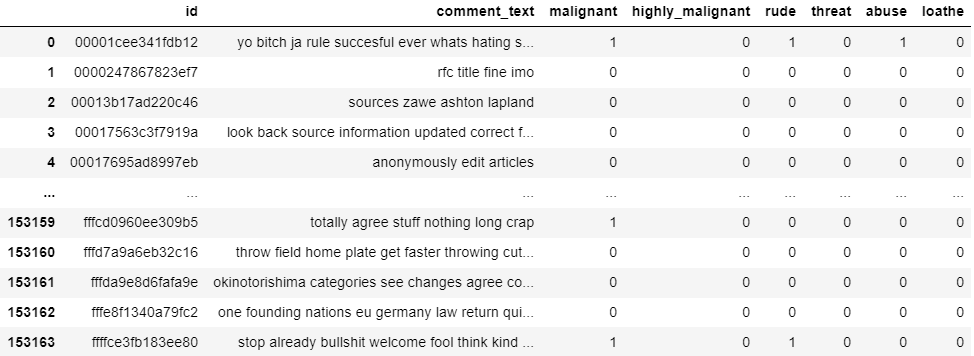 id comment_text malignant highly_malignant rude threat abuse loathe
0 00001cee341fdb12 yo bitch ja rule succesful ever whats hating s... 1 0 1 0 1 0
1 0000247867823ef7 rfc title fine imo 0 0 0 0 0 0
2 00013b17ad220c46 sources zawe ashton lapland 0 0 0 0 0 0
3 00017563c3f7919a look back source information updated correct f... 0 0 0 0 0 0
4 00017695ad8997eb anonymously edit articles 0 0 0 0 0 0
... ... ... ... ... ... ... ... ...
153159 fffcd0960ee309b5 totally agree stuff nothing long crap 1 0 0 0 0 0
153160 fffd7a9a6eb32c16 throw field home plate get faster throwing cut... 0 0 0 0 0 0
153161 fffda9e8d6fafa9e okinotorishima categories see changes agree co... 0 0 0 0 0 0
153162 fffe8f1340a79fc2 one founding nations eu germany law return qui... 0 0 0 0 0 0
153163 ffffce3fb183ee80 stop already bullshit welcome fool think kind ... 1 0 1 0 0 0